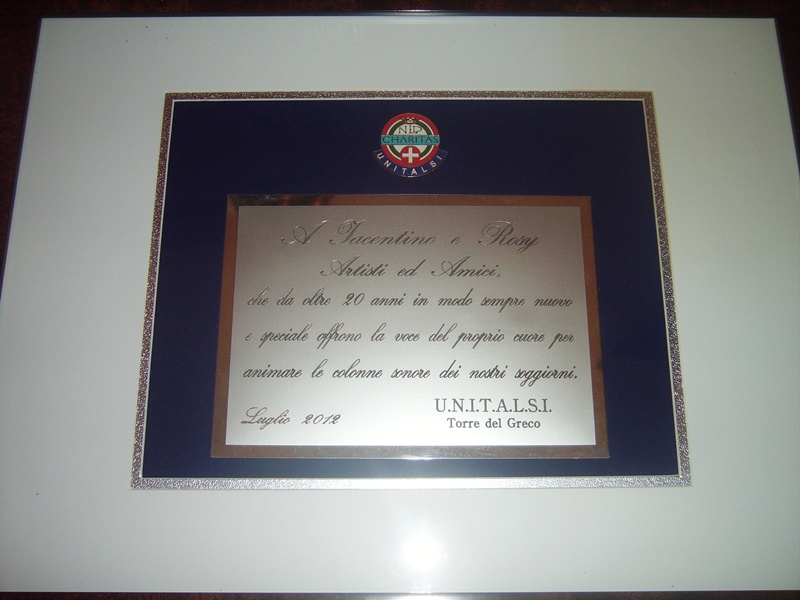 CHARITAS
UNITALSI
A Iacentino e Rosy
Artisti ed Amici,
che da oltre 20 anni in modo sempre nuovo
e speciale offrono la voce del proprio cuore per
animare le colonne sonore dei nostri soggiorni.
Luglio 2012
U.N.I.T.A.L.S.I.
Torre del Greco